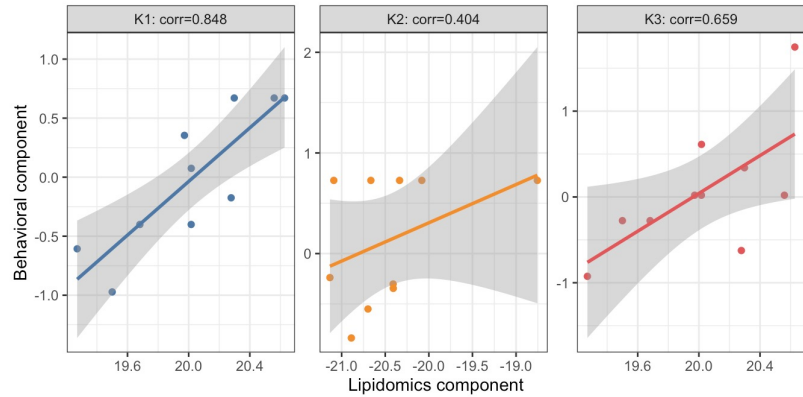 K1: corr=0.848
K2: corr=0.404
K3: corr=0.659
Behavioral component
1.0
0.5
0.0
-0.5
-1.0
2
1
0
1
0
-1
19.6 20.0 20.4
-21.0 -20.5 -20.0 -19.5 -19.0
19.6 20.0 20.4
Lipidomics component